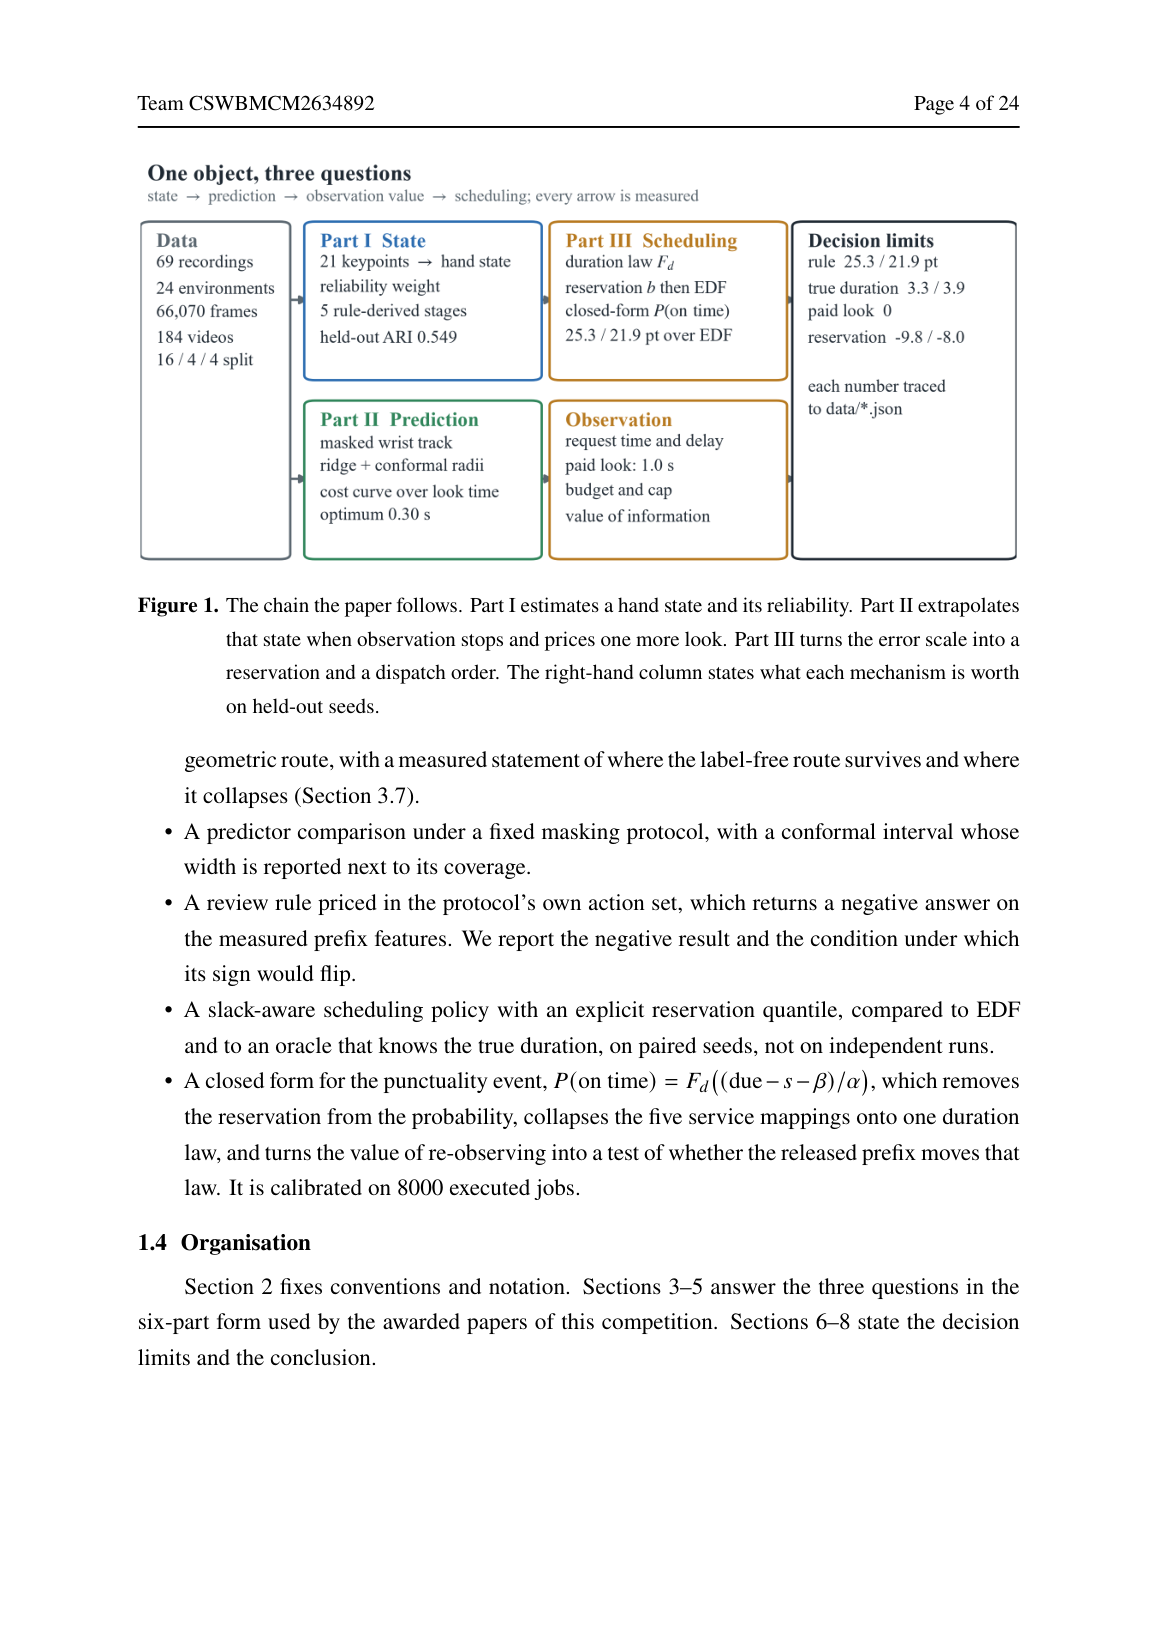 Team CSWBMCM2634892
Page 4 of 24
One object, three questions
state → prediction → observation value → scheduling; every arrow is measured
Data
69 recordings
24 environments
66,070 frames
184 videos
16 / 4 / 4 split
Part I State
21 keypoints → hand state
reliability weight
5 rule-derived stages
held-out ARI 0.549
Part II Prediction
masked wrist track
ridge + conformal radii
cost curve over look time
optimum 0.30 s
Part III Scheduling
duration law F_d
reservation b then EDF
closed-form P(on time)
25.3 / 21.9 pt over EDF
Observation
request time and delay
paid look: 1.0 s
budget and cap
value of information
Decision limits
rule 25.3 / 21.9 pt
true duration 3.3 / 3.9
paid look 0
reservation -9.8 / -8.0
each number traced
to data/*.json
Figure 1. The chain the paper follows. Part I estimates a hand state and its reliability. Part II extrapolates
that state when observation stops and prices one more look. Part III turns the error scale into a
reservation and a dispatch order. The right-hand column states what each mechanism is worth
on held-out seeds.
geometric route, with a measured statement of where the label-free route survives and where
it collapses (Section 3.7).
• A predictor comparison under a fixed masking protocol, with a conformal interval whose
width is reported next to its coverage.
• A review rule priced in the protocol’s own action set, which returns a negative answer on
the measured prefix features. We report the negative result and the condition under which
its sign would flip.
• A slack-aware scheduling policy with an explicit reservation quantile, compared to EDF
and to an oracle that knows the true duration, on paired seeds, not on independent runs.
• A closed form for the punctuality event, P(on time) = F_d((due − s − β)/α), which removes
the reservation from the probability, collapses the five service mappings onto one duration
law, and turns the value of re-observing into a test of whether the released prefix moves that
law. It is calibrated on 8000 executed jobs.
1.4 Organisation
Section 2 fixes conventions and notation. Sections 3–5 answer the three questions in the
six-part form used by the awarded papers of this competition. Sections 6–8 state the decision
limits and the conclusion.